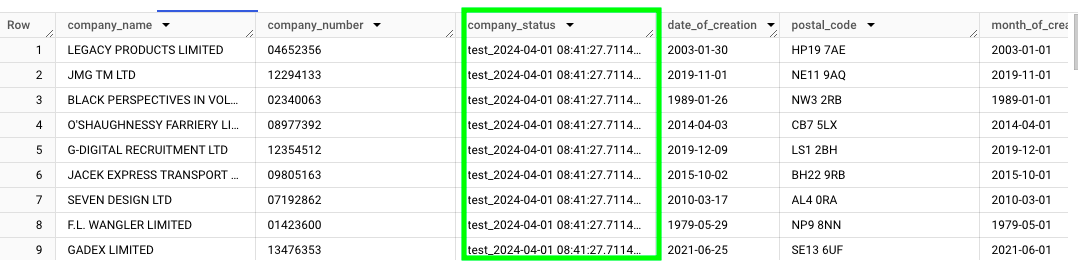 Row company_name company_number company_status date_of_creation postal_code month_of_crea
1 LEGACY PRODUCTS LIMITED 04652356 test_2024-04-01 08:41:27.7114... 2003-01-30 HP19 7AE 2003-01-01
2 JMG TM LTD 12294133 test_2024-04-01 08:41:27.7114... 2019-11-01 NE11 9AQ 2019-11-01
3 BLACK PERSPECTIVES IN VOL... 02340063 test_2024-04-01 08:41:27.7114... 1989-01-26 NW3 2RB 1989-01-01
4 O'SHAUGHNESSY FARRIERY LI... 08977392 test_2024-04-01 08:41:27.7114... 2014-04-03 CB7 5LX 2014-04-01
5 G-DIGITAL RECRUITMENT LTD 12354512 test_2024-04-01 08:41:27.7114... 2019-12-09 LS1 2BH 2019-12-01
6 JACEK EXPRESS TRANSPORT ... 09805163 test_2024-04-01 08:41:27.7114... 2015-10-02 BH22 9RB 2015-10-01
7 SEVEN DESIGN LTD 07192862 test_2024-04-01 08:41:27.7114... 2010-03-17 AL4 0RA 2010-03-01
8 F.L. WANGLER LIMITED 01423600 test_2024-04-01 08:41:27.7114... 1979-05-29 NP9 8NN 1979-05-01
9 GADEX LIMITED 13476353 test_2024-04-01 08:41:27.7114... 2021-06-25 SE13 6UF 2021-06-01